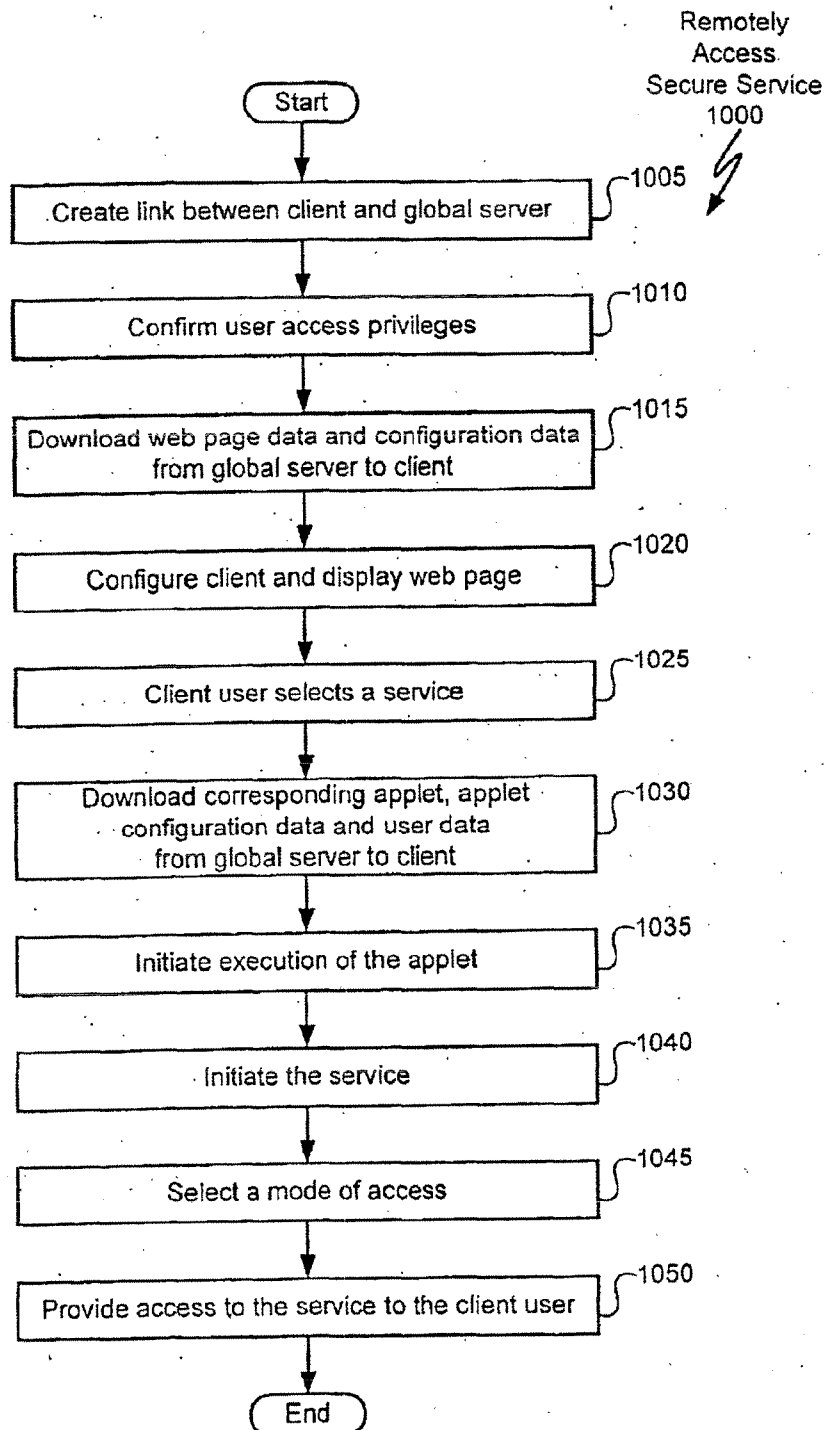 Remotely
Access
Secure Service
1000
Start
1005
Create link between client and global server
1010
Confirm user access privileges
1015
Download web page data and configuration data
from global server to client
1020
Configure client and display web page
1025
Client user selects a service
1030
Download corresponding applet, applet
configuration data and user data
from global server to client
1035
Initiate execution of the applet
1040
Initiate the service
1045
Select a mode of access
1050
Provide access to the service to the client user
End